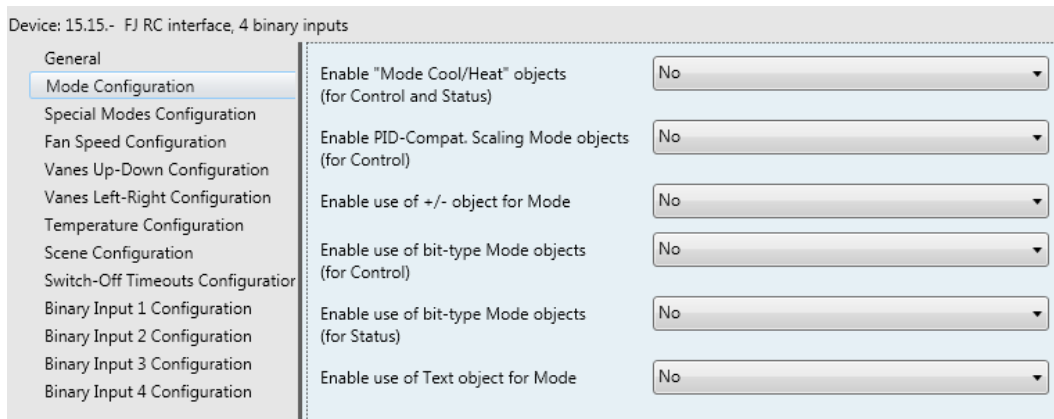 Device: 15.15.-  FJ RC interface, 4 binary inputs
General
Mode Configuration
Special Modes Configuration
Fan Speed Configuration
Vanes Up-Down Configuration
Vanes Left-Right Configuration
Temperature Configuration
Scene Configuration
Switch-Off Timeouts Configuration
Binary Input 1 Configuration
Binary Input 2 Configuration
Binary Input 3 Configuration
Binary Input 4 Configuration
Enable "Mode Cool/Heat" objects
(for Control and Status)
No
Enable PID-Compat. Scaling Mode objects
(for Control)
No
Enable use of +/- object for Mode
No
Enable use of bit-type Mode objects
(for Control)
No
Enable use of bit-type Mode objects
(for Status)
No
Enable use of Text object for Mode
No